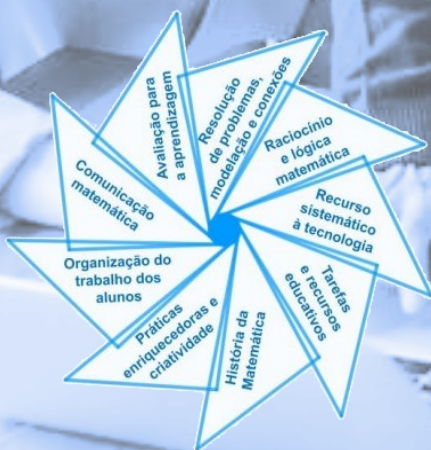 Resolução
de problemas,
modelação e conexões
Raciocínio
e lógica
matemática
Recurso
sistemático
à tecnologia
Tarefas
e recursos
educativos
História da
Matemática
Práticas
enriquecedoras e
criatividade
Organização do
trabalho dos
alunos
Comunicação
matemática
Avaliação para
a aprendizagem